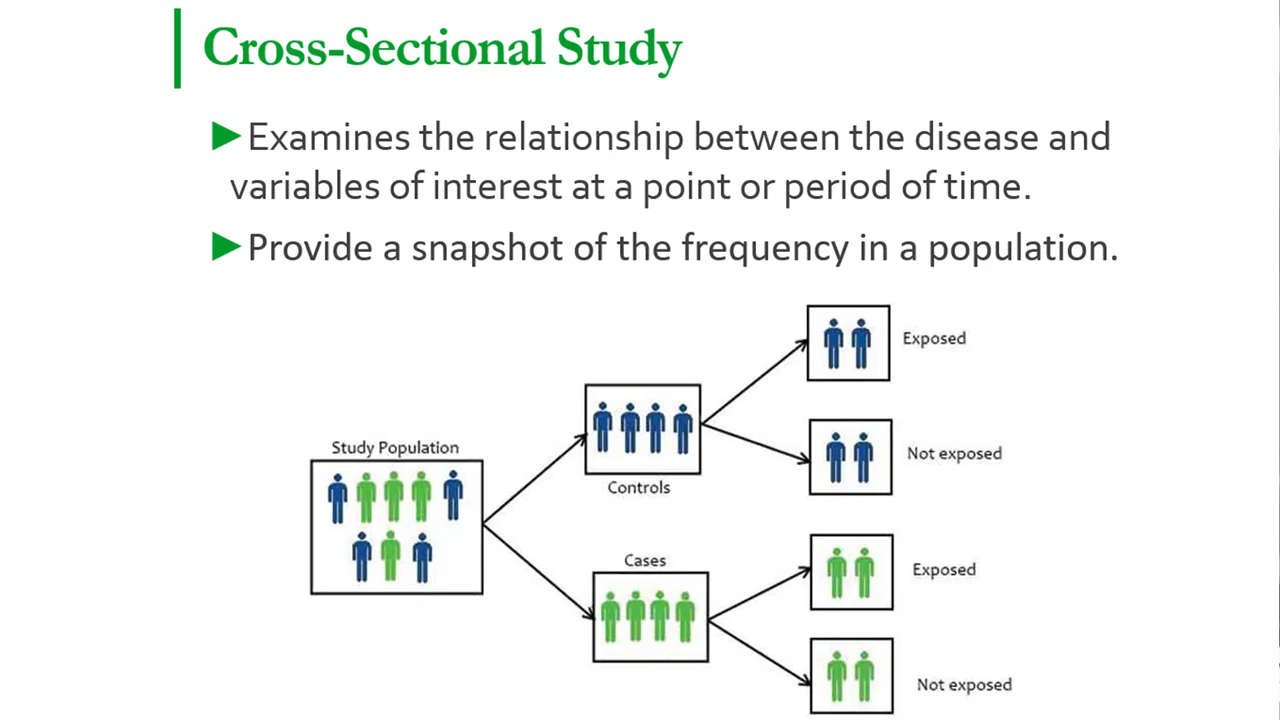 Cross-Sectional Study
►Examines the relationship between the disease and
variables of interest at a point or period of time.
►Provide a snapshot of the frequency in a population.
Exposed
Study Population
Not exposed
Controls
Cases
Exposed
Not exposed